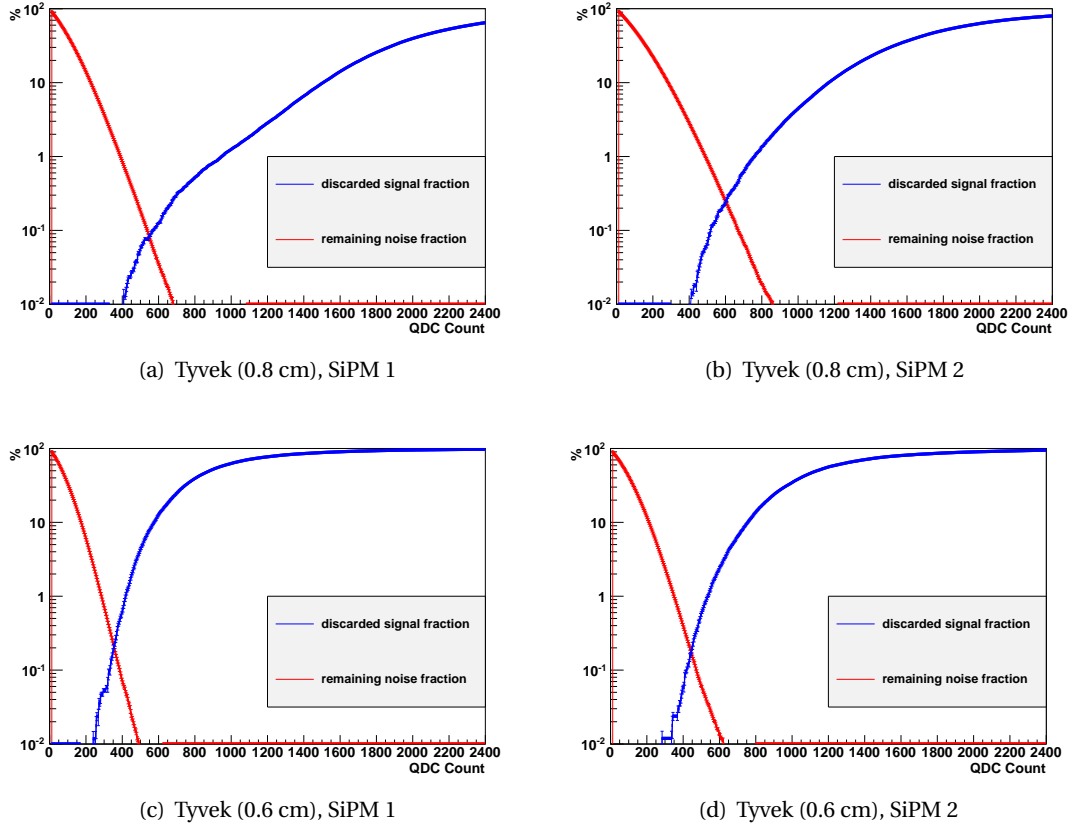 %
10²
10
1
10⁻¹
10⁻²
0 200 400 600 800 1000 1200 1400 1600 1800 2000 2200 2400
QDC Count
discarded signal fraction
remaining noise fraction
(a) Tyvek (0.8 cm), SiPM 1
%
10²
10
1
10⁻¹
10⁻²
0 200 400 600 800 1000 1200 1400 1600 1800 2000 2200 2400
QDC Count
discarded signal fraction
remaining noise fraction
(b) Tyvek (0.8 cm), SiPM 2
%
10²
10
1
10⁻¹
10⁻²
0 200 400 600 800 1000 1200 1400 1600 1800 2000 2200 2400
QDC Count
discarded signal fraction
remaining noise fraction
(c) Tyvek (0.6 cm), SiPM 1
%
10²
10
1
10⁻¹
10⁻²
0 200 400 600 800 1000 1200 1400 1600 1800 2000 2200 2400
QDC Count
discarded signal fraction
remaining noise fraction
(d) Tyvek (0.6 cm), SiPM 2